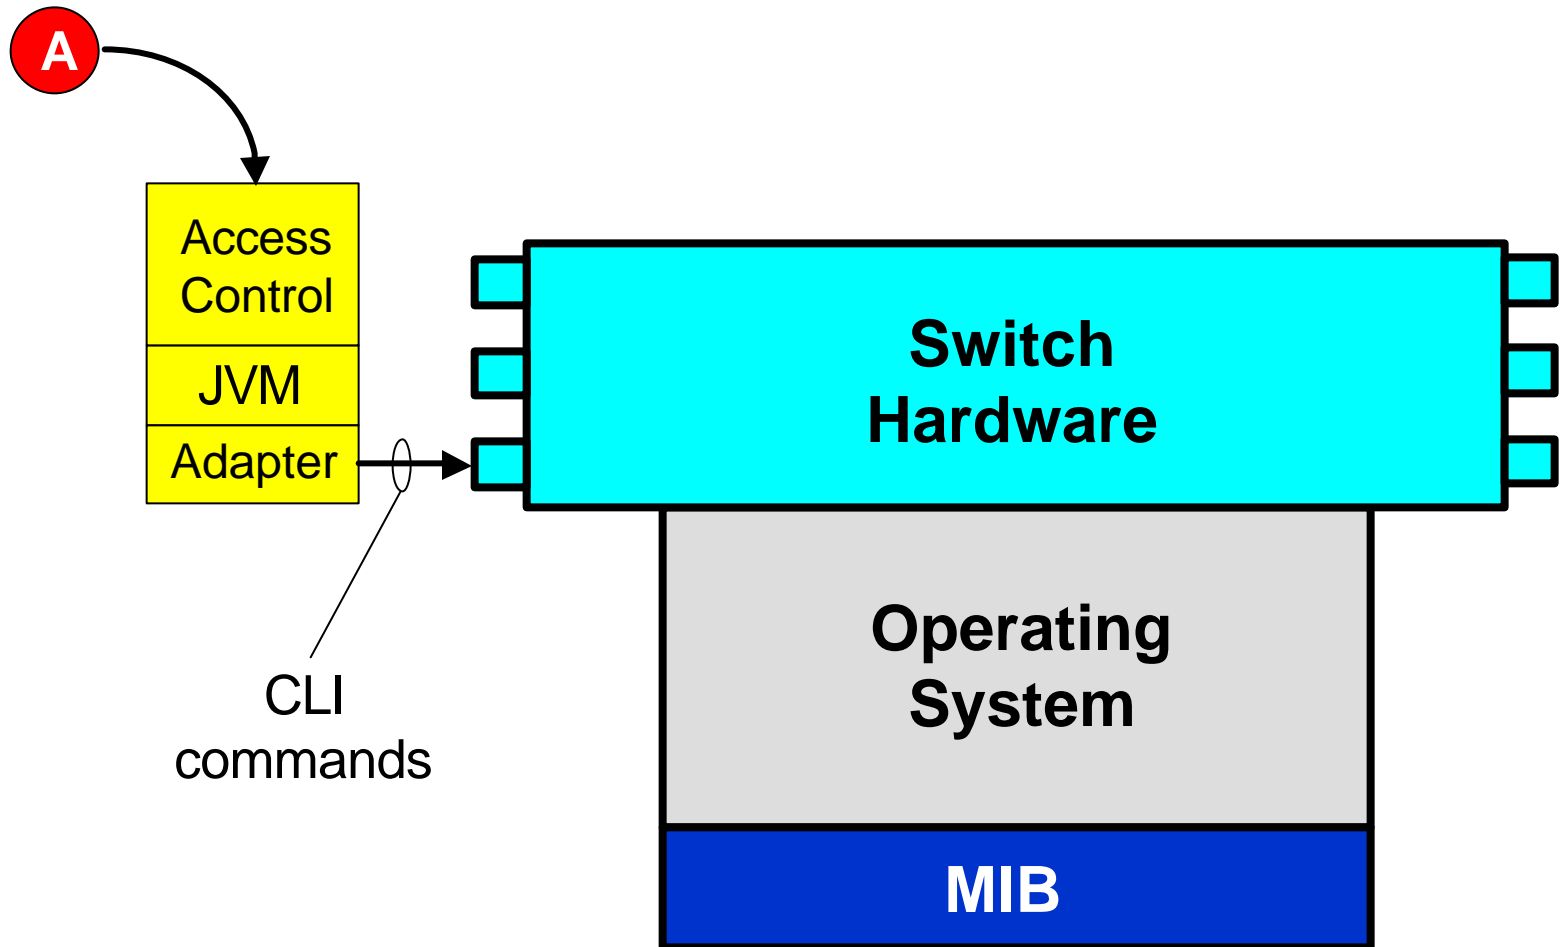 A
Access
Control
JVM
Adapter
CLI
commands
Switch
Hardware
Operating
System
MIB